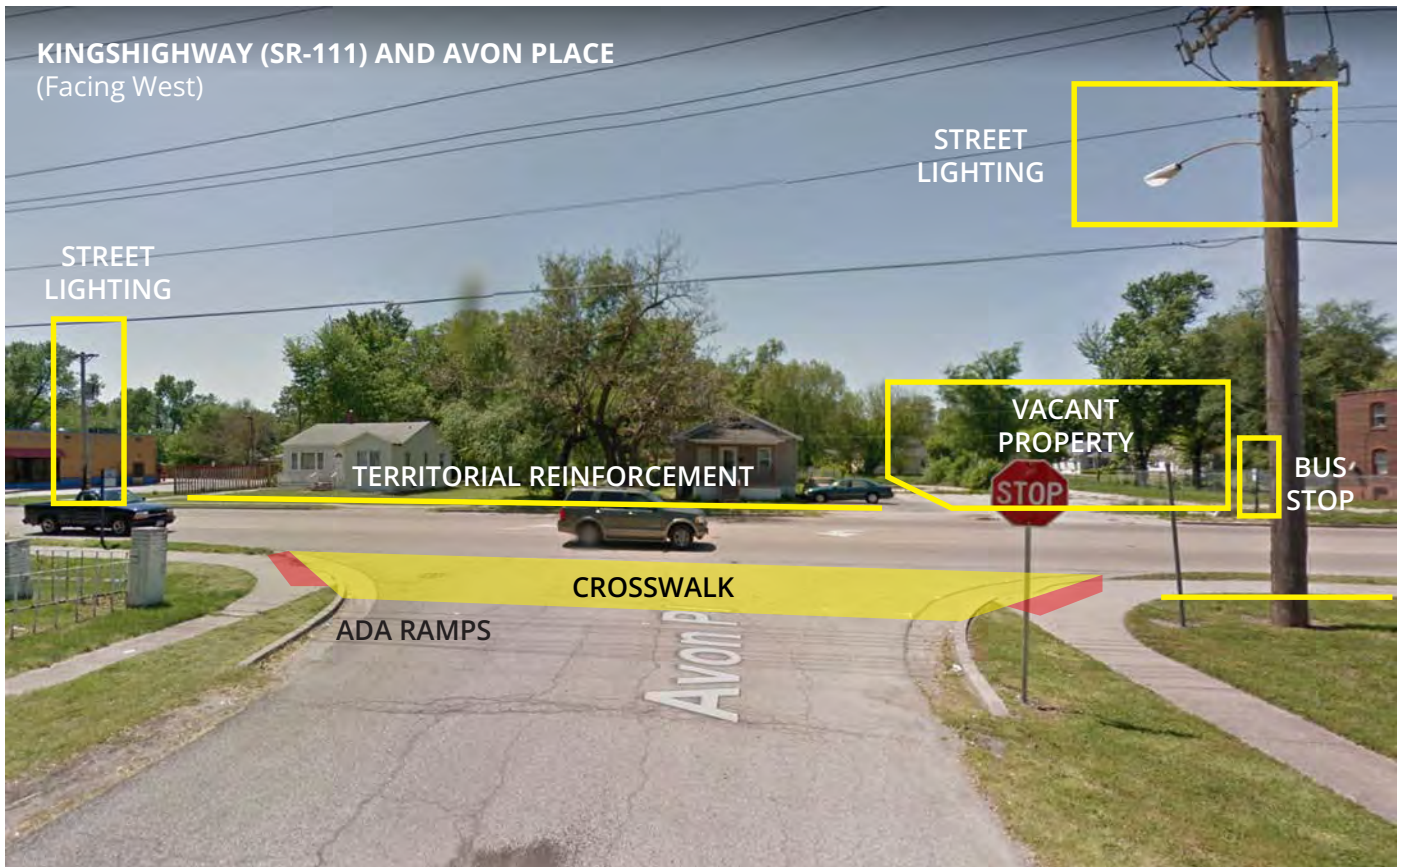 KINGSHIGHWAY (SR-111) AND AVON PLACE
(Facing West)
STREET
LIGHTING
STREET
LIGHTING
VACANT
PROPERTY
BUS
STOP
TERRITORIAL REINFORCEMENT
STOP
CROSSWALK
ADA RAMPS
Avon P